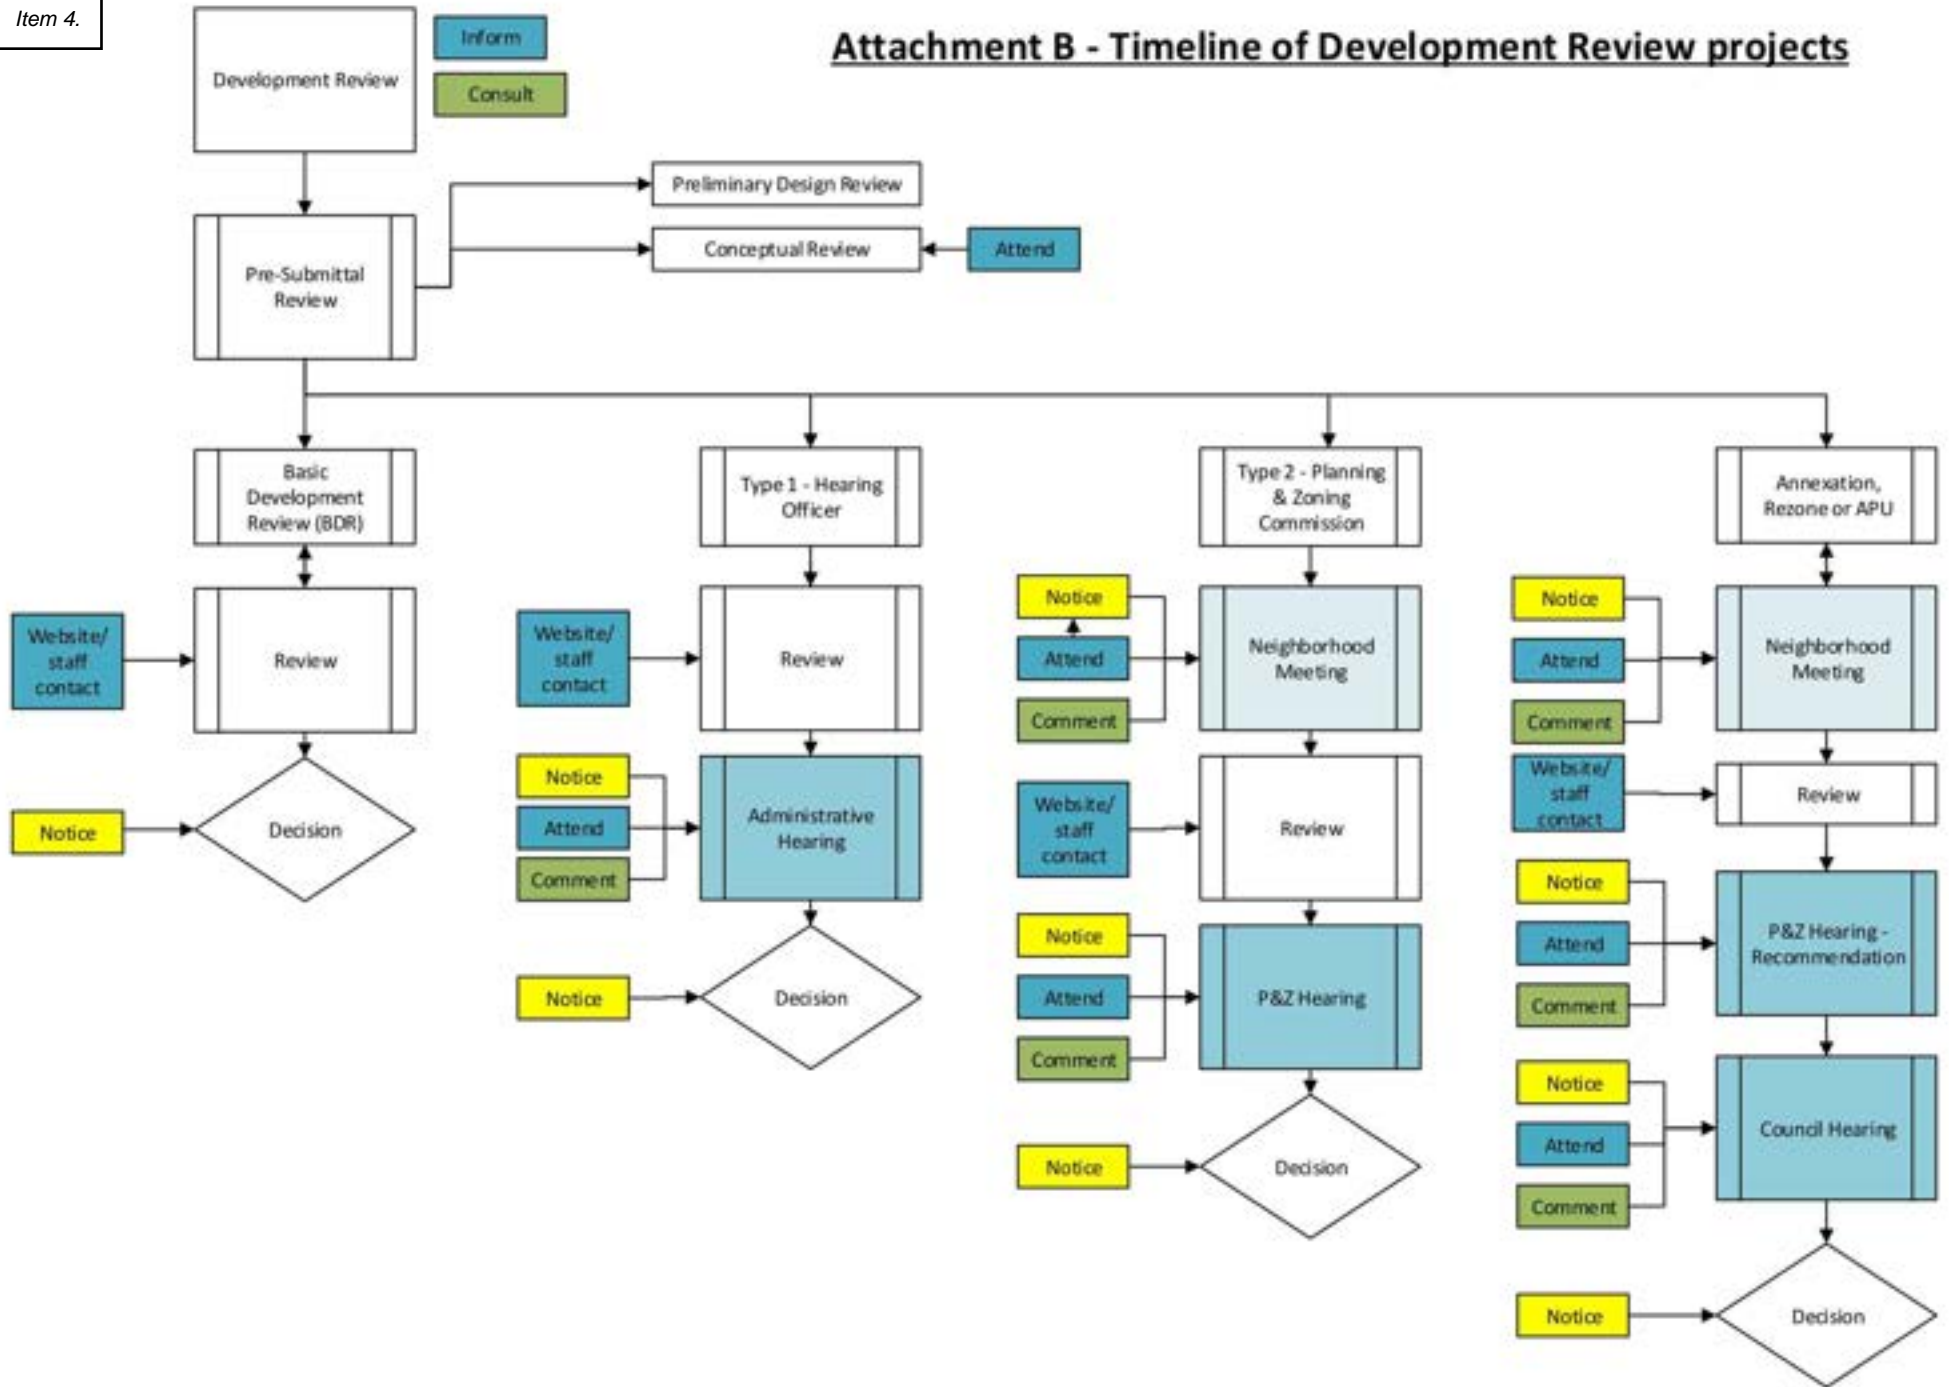 Item 4.
Attachment B - Timeline of Development Review projects
Inform
Consult
Development Review
Preliminary Design Review
Conceptual Review
Attend
Pre-Submittal
Review
Basic
Development
Review (BDR)
Website/
staff
contact
Review
Notice
Decision
Type 1 - Hearing
Officer
Website/
staff
contact
Review
Notice
Attend
Comment
Administrative
Hearing
Notice
Decision
Type 2 - Planning
& Zoning
Commission
Notice
Attend
Comment
Neighborhood
Meeting
Website/
staff
contact
Review
Notice
Attend
Comment
P&Z Hearing
Notice
Decision
Annexation,
Rezone or APU
Notice
Attend
Comment
Neighborhood
Meeting
Website/
staff
contact
Review
Notice
Attend
Comment
P&Z Hearing -
Recommendation
Notice
Attend
Comment
Council Hearing
Notice
Decision